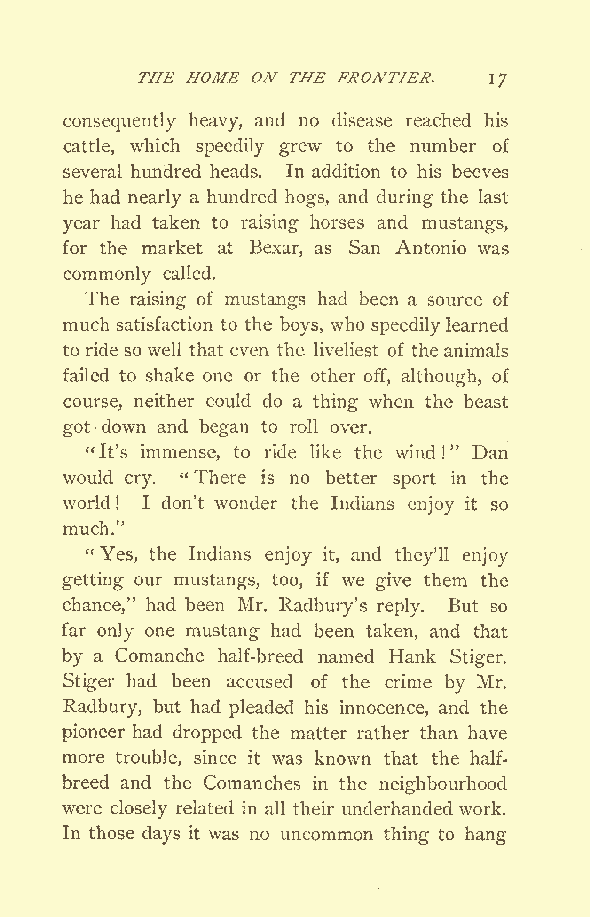 THE HOME ON THE FRONTIER. 17
consequently heavy, and no disease reached his
cattle, which speedily grew to the number of
several hundred heads. In addition to his beeves
he had nearly a hundred hogs, and during the last
year had taken to raising horses and mustangs,
for the market at Bexar, as San Antonio was
commonly called.
The raising of mustangs had been a source of
much satisfaction to the boys, who speedily learned
to ride so well that even the liveliest of the animals
failed to shake one or the other off, although, of
course, neither could do a thing when the beast
got down and began to roll over.
"It's immense, to ride like the wind!" Dan
would cry. "There is no better sport in the
world! I don't wonder the Indians enjoy it so
much."
"Yes, the Indians enjoy it, and they'll enjoy
getting our mustangs, too, if we give them the
chance," had been Mr. Radbury's reply. But so
far only one mustang had been taken, and that
by a Comanche half-breed named Hank Stiger.
Stiger had been accused of the crime by Mr.
Radbury, but had pleaded his innocence, and the
pioneer had dropped the matter rather than have
more trouble, since it was known that the half-
breed and the Comanches in the neighbourhood
were closely related in all their underhanded work.
In those days it was no uncommon thing to hang